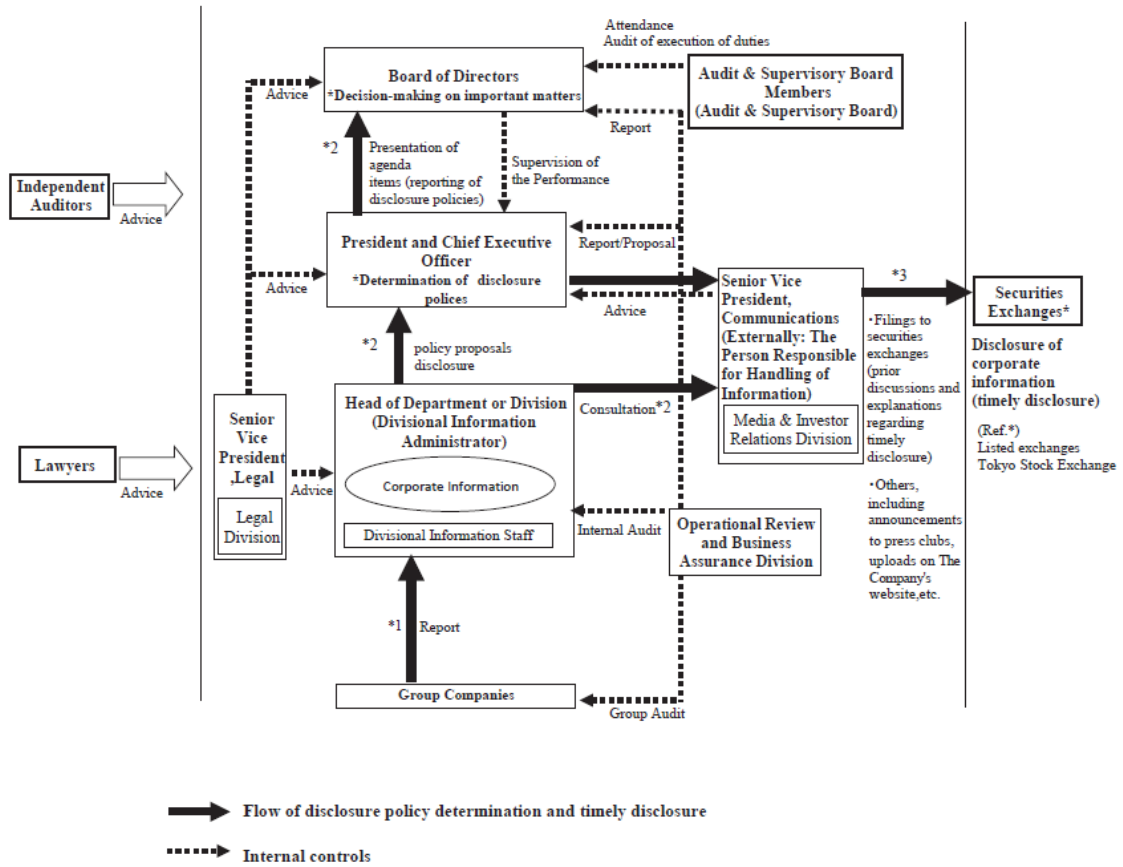 Attendance
Audit of execution of duties
Board of Directors
*Decision-making on important matters
Audit & Supervisory Board
Members
(Audit & Supervisory Board)
Advice
Report
*2
Presentation of
agenda
items (reporting of
disclosure policies)
Supervision of
the Performance
Independent
Auditors
Advice
President and Chief Executive
Officer
*Determination of disclosure
polices
Report/Proposal
Advice
Advice
Senior Vice
President,
Communications
(Externally: The
Person Responsible
for Handling of
Information)
Media & Investor
Relations Division
*3
・Filings to
securities
exchanges
(prior
discussions and
explanations
regarding
timely
disclosure)
・Others,
including
announcements
to press clubs,
uploads on The
Company's
website,etc.
Securities
Exchanges*
Disclosure of
corporate
information
(timely disclosure)
(Ref.*)
Listed exchanges
Tokyo Stock Exchange
*2
policy proposals
disclosure
Head of Department or Division
(Divisional Information
Administrator)
Corporate Information
Divisional Information Staff
Consultation*2
Senior
Vice
President
,Legal
Legal
Division
Lawyers
Advice
Advice
Internal Audit
Operational Review
and Business
Assurance Division
*1
Report
Group Companies
Group Audit
Flow of disclosure policy determination and timely disclosure
Internal controls